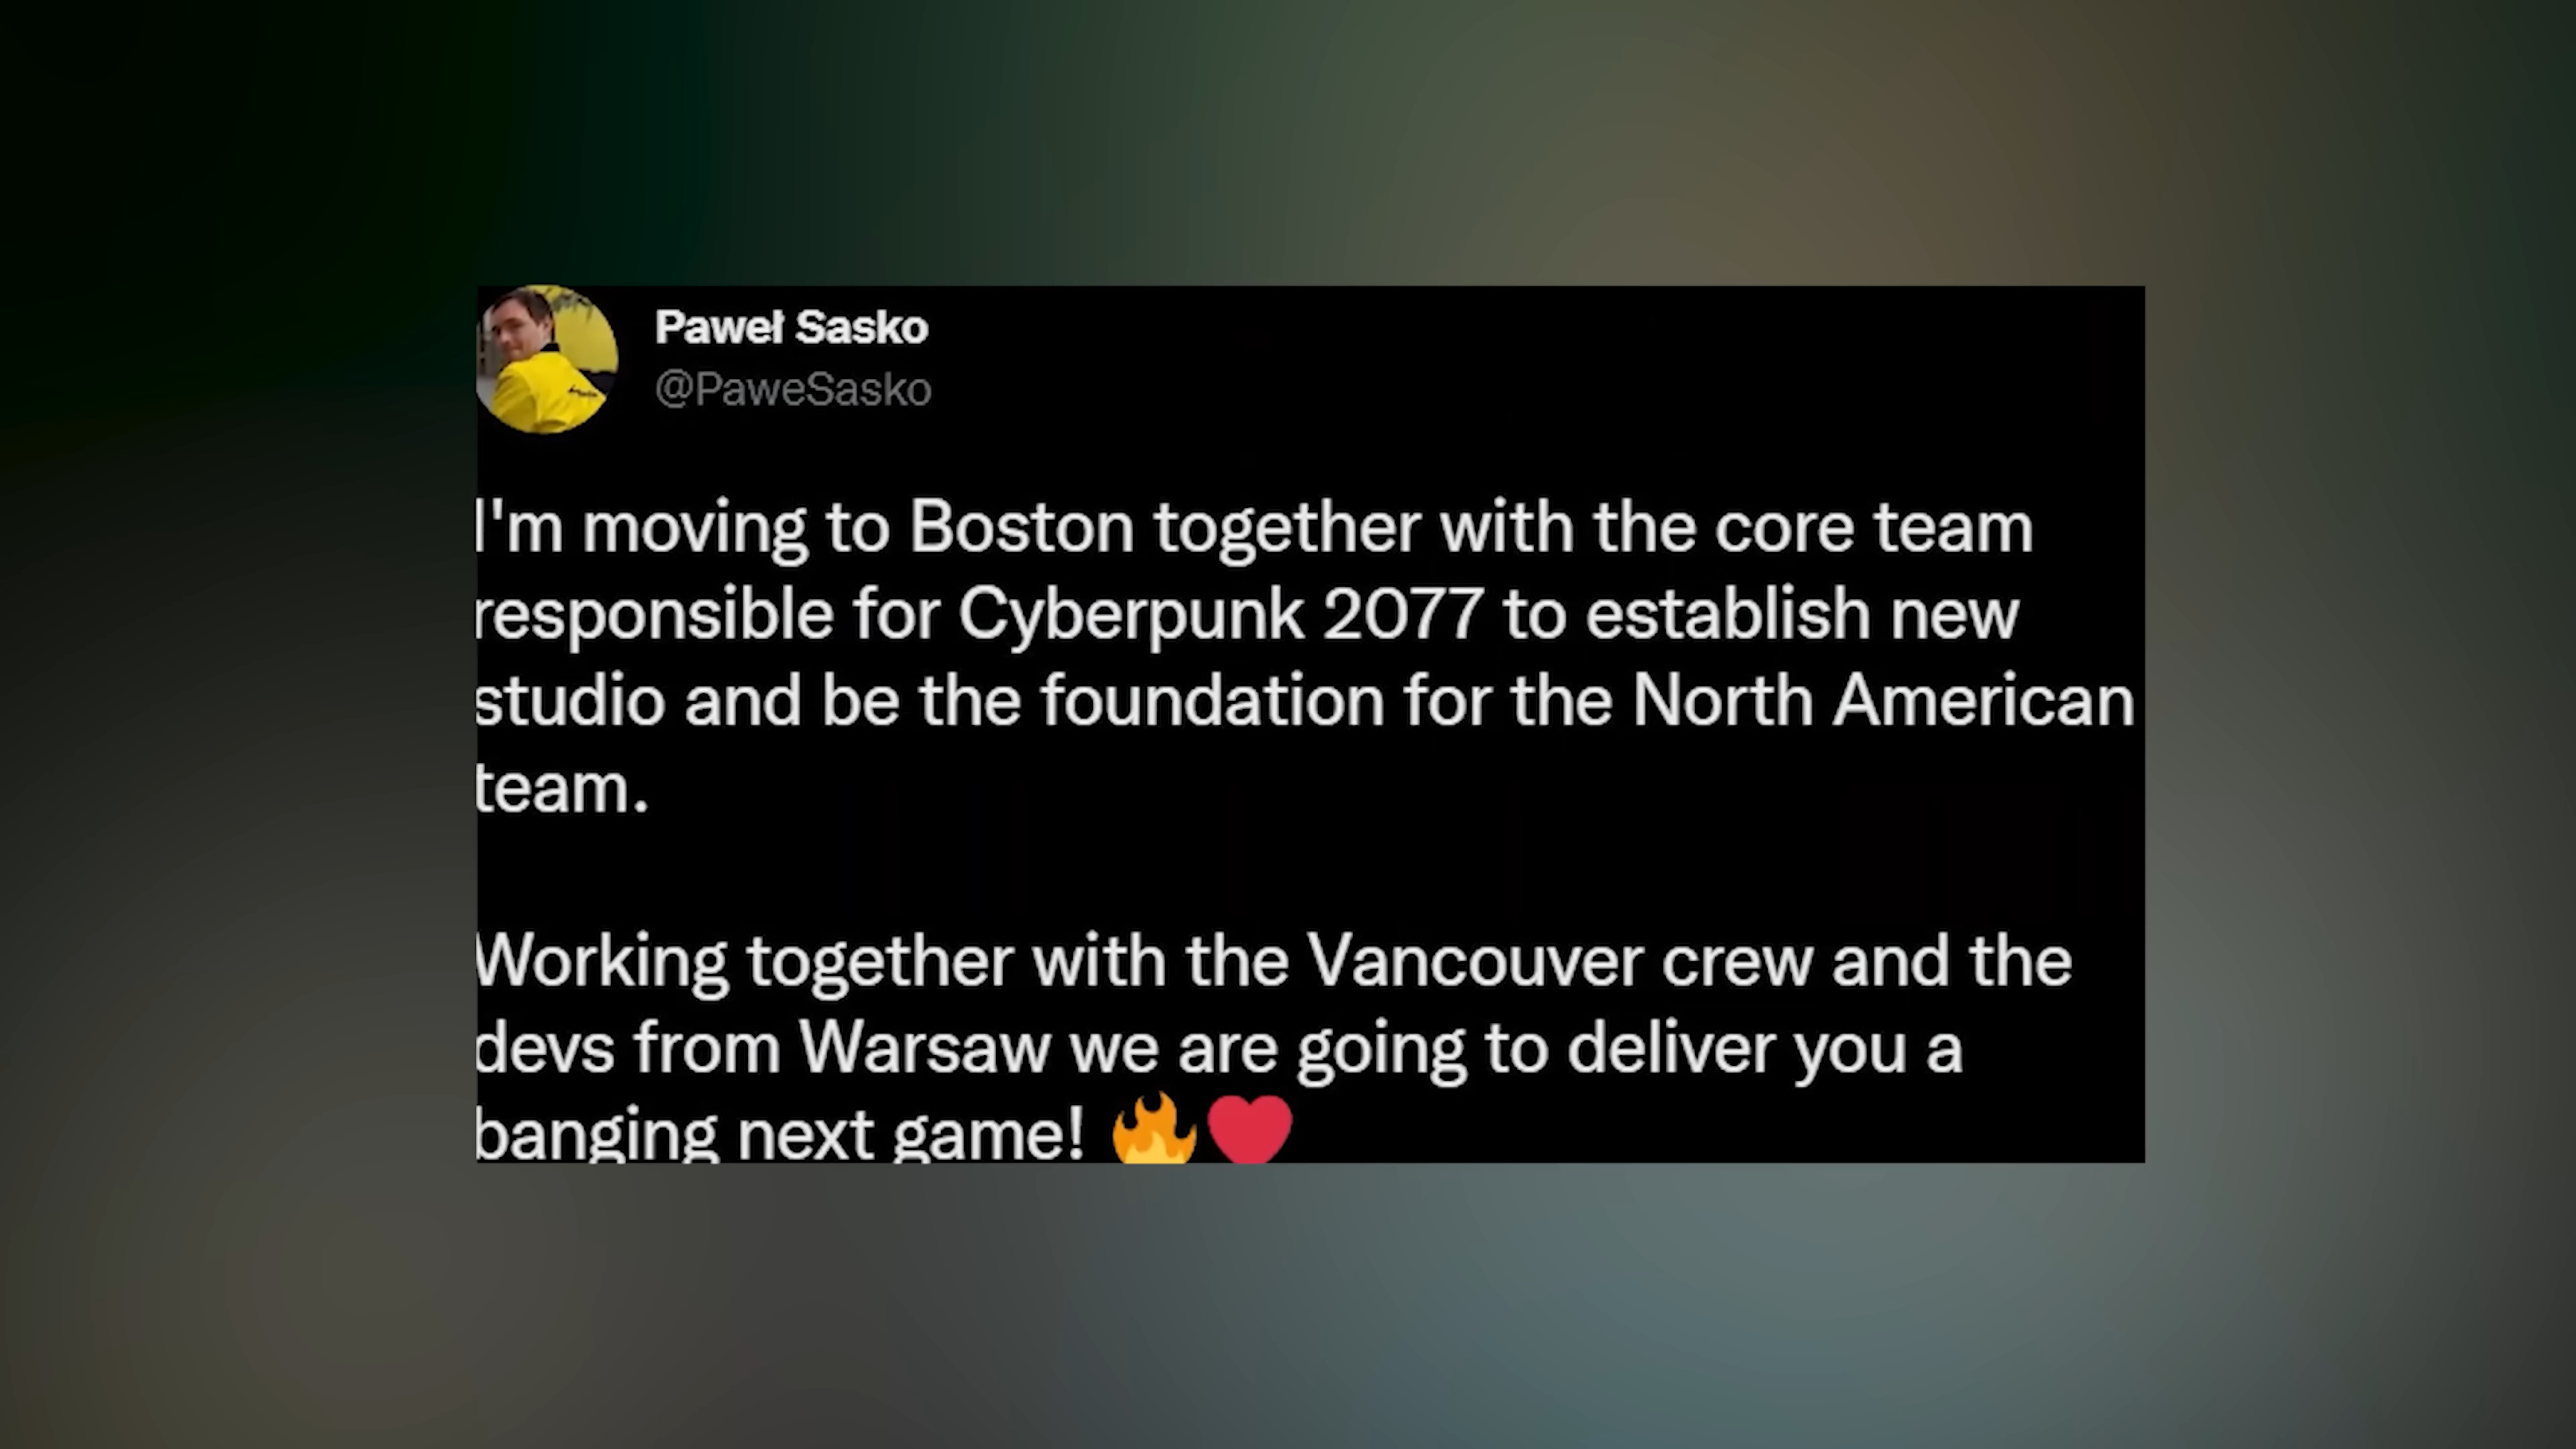 Paweł Sasko
@PaweSasko
I'm moving to Boston together with the core team
responsible for Cyberpunk 2077 to establish new
studio and be the foundation for the North American
team.
Working together with the Vancouver crew and the
devs from Warsaw we are going to deliver you a
banging next game! 🔥❤️